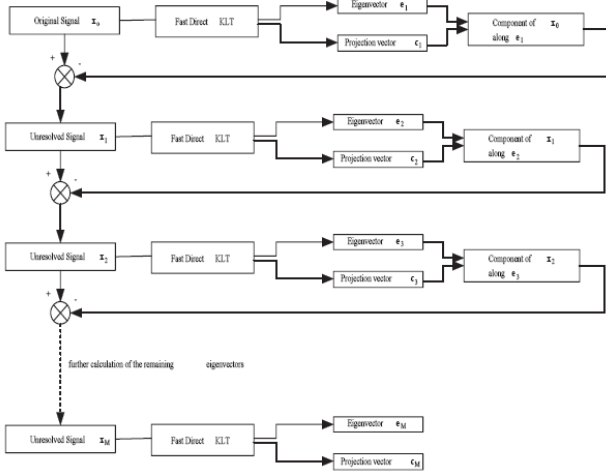 Original Signal x₀
Fast Direct KLT
Eigenvector e₁
Projection vector c₁
Component of x₀
along e₁
+
-
Unresolved Signal x₁
Fast Direct KLT
Eigenvector e₂
Projection vector c₂
Component of x₁
along e₂
+
-
Unresolved Signal x₂
Fast Direct KLT
Eigenvector e₃
Projection vector c₃
Component of x₂
along e₃
+
-
further calculation of the remaining eigenvectors
Unresolved Signal x_M
Fast Direct KLT
Eigenvector e_M
Projection vector c_M